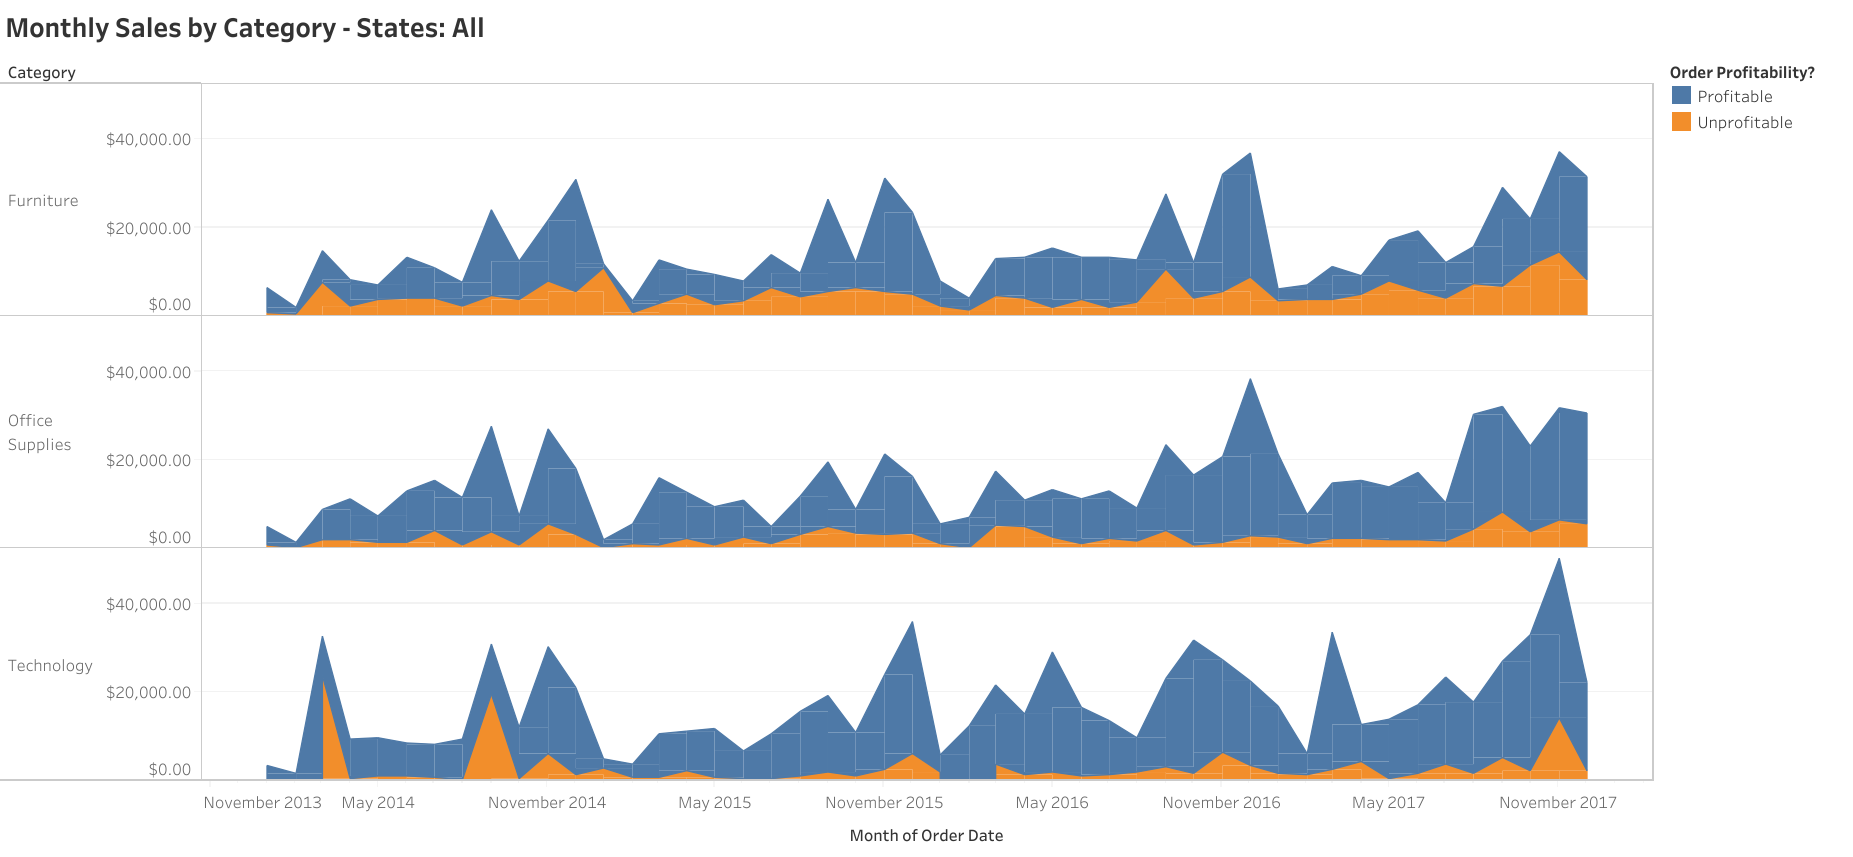 Monthly Sales by Category - States: All
Category
Order Profitability?
Profitable
Unprofitable
Furniture
$40,000.00
$20,000.00
$0.00
Office
Supplies
$40,000.00
$20,000.00
$0.00
Technology
$40,000.00
$20,000.00
$0.00
November 2013 May 2014 November 2014 May 2015 November 2015 May 2016 November 2016 May 2017 November 2017
Month of Order Date